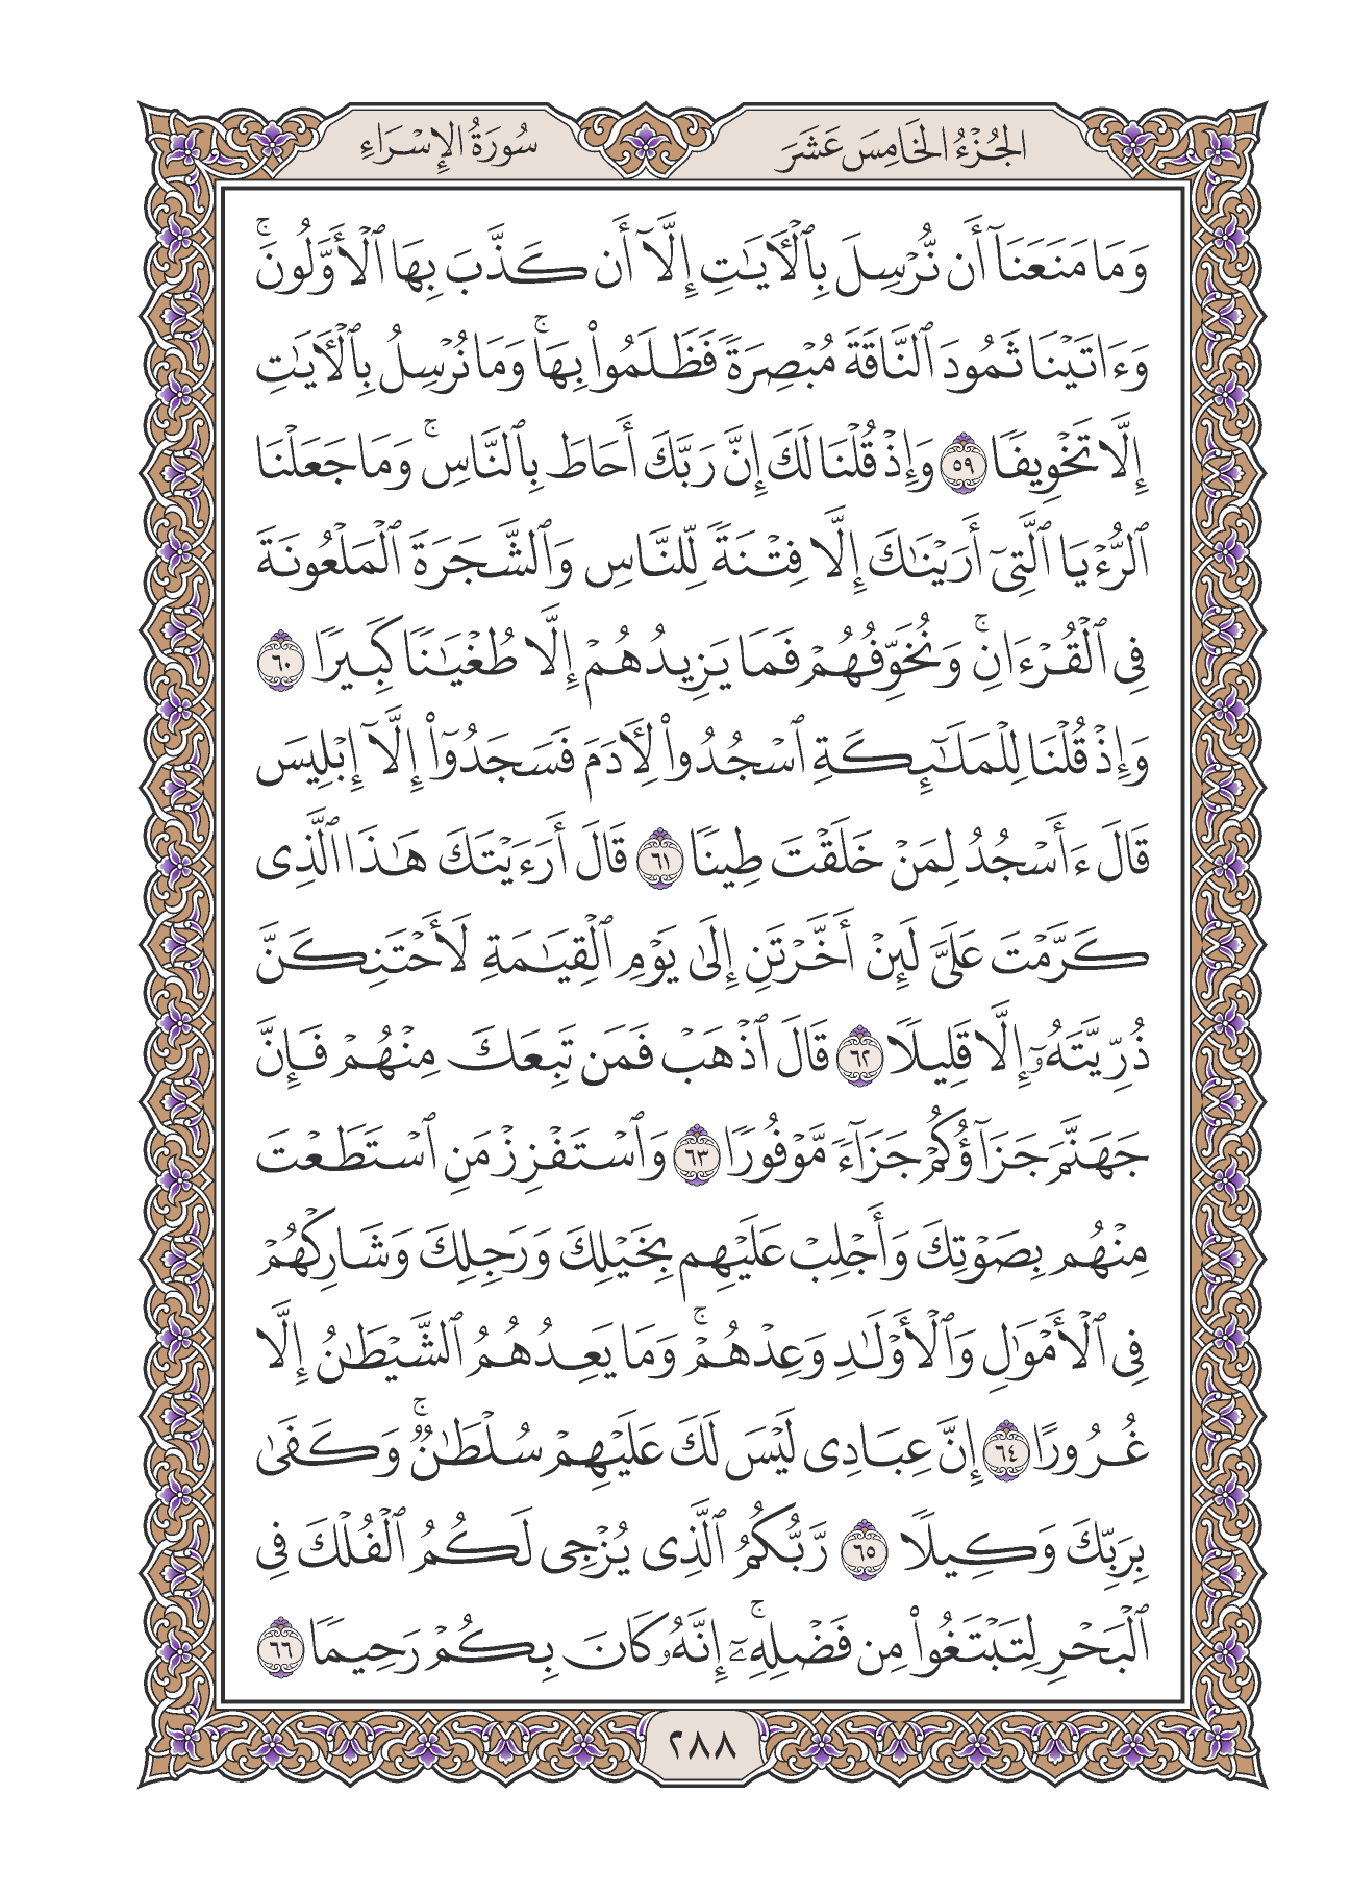 الجُزْءُ الخَامِسَ عَشَرَ
سُورَةُ الإِسْرَاءِ
وَمَا مَنَعَنَآ أَن نُّرْسِلَ بِٱلْأٓيَٰتِ إِلَّآ أَن كَذَّبَ بِهَا ٱلْأَوَّلُونَۚ
وَءَاتَيْنَا ثَمُودَ ٱلنَّاقَةَ مُبْصِرَةً فَظَلَمُوا۟ بِهَاۚ وَمَا نُرْسِلُ بِٱلْأٓيَٰتِ
إِلَّا تَخْوِيفًا ٥٩ وَإِذْ قُلْنَا لَكَ إِنَّ رَبَّكَ أَحَاطَ بِٱلنَّاسِۚ وَمَا جَعَلْنَا
ٱلرُّءْيَا ٱلَّتِىٓ أَرَيْنَٰكَ إِلَّا فِتْنَةً لِّلنَّاسِ وَٱلشَّجَرَةَ ٱلْمَلْعُونَةَ
فِى ٱلْقُرْءَانِۚ وَنُخَوِّفُهُمْ فَمَا يَزِيدُهُمْ إِلَّا طُغْيَٰنًا كَبِيرًا ٦٠
وَإِذْ قُلْنَا لِلْمَلَٰٓئِكَةِ ٱسْجُدُوا۟ لِأٓدَمَ فَسَجَدُوٓا۟ إِلَّآ إِبْلِيسَ
قَالَ ءَأَسْجُدُ لِمَنْ خَلَقْتَ طِينًا ٦١ قَالَ أَرَءَيْتَكَ هَٰذَا ٱلَّذِى
كَرَّمْتَ عَلَىَّ لَئِنْ أَخَّرْتَنِ إِلَىٰ يَوْمِ ٱلْقِيَٰمَةِ لَأَحْتَنِكَنَّ
ذُرِّيَّتَهُۥٓ إِلَّا قَلِيلًا ٦٢ قَالَ ٱذْهَبْ فَمَن تَبِعَكَ مِنْهُمْ فَإِنَّ
جَهَنَّمَ جَزَآؤُكُمْ جَزَآءً مَّوْفُورًا ٦٣ وَٱسْتَفْزِزْ مَنِ ٱسْتَطَعْتَ
مِنْهُم بِصَوْتِكَ وَأَجْلِبْ عَلَيْهِم بِخَيْلِكَ وَرَجِلِكَ وَشَارِكْهُمْ
فِى ٱلْأَمْوَٰلِ وَٱلْأَوْلَٰدِ وَعِدْهُمْۚ وَمَا يَعِدُهُمُ ٱلشَّيْطَٰنُ إِلَّا
غُرُورًا ٦٤ إِنَّ عِبَادِى لَيْسَ لَكَ عَلَيْهِمْ سُلْطَٰنٌۚ وَكَفَىٰ
بِرَبِّكَ وَكِيلًا ٦٥ رَّبُّكُمُ ٱلَّذِى يُزْجِى لَكُمُ ٱلْفُلْكَ فِى
ٱلْبَحْرِ لِتَبْتَغُوا۟ مِن فَضْلِهِۦٓۚ إِنَّهُۥ كَانَ بِكُمْ رَحِيمًا ٦٦
٢٨٨